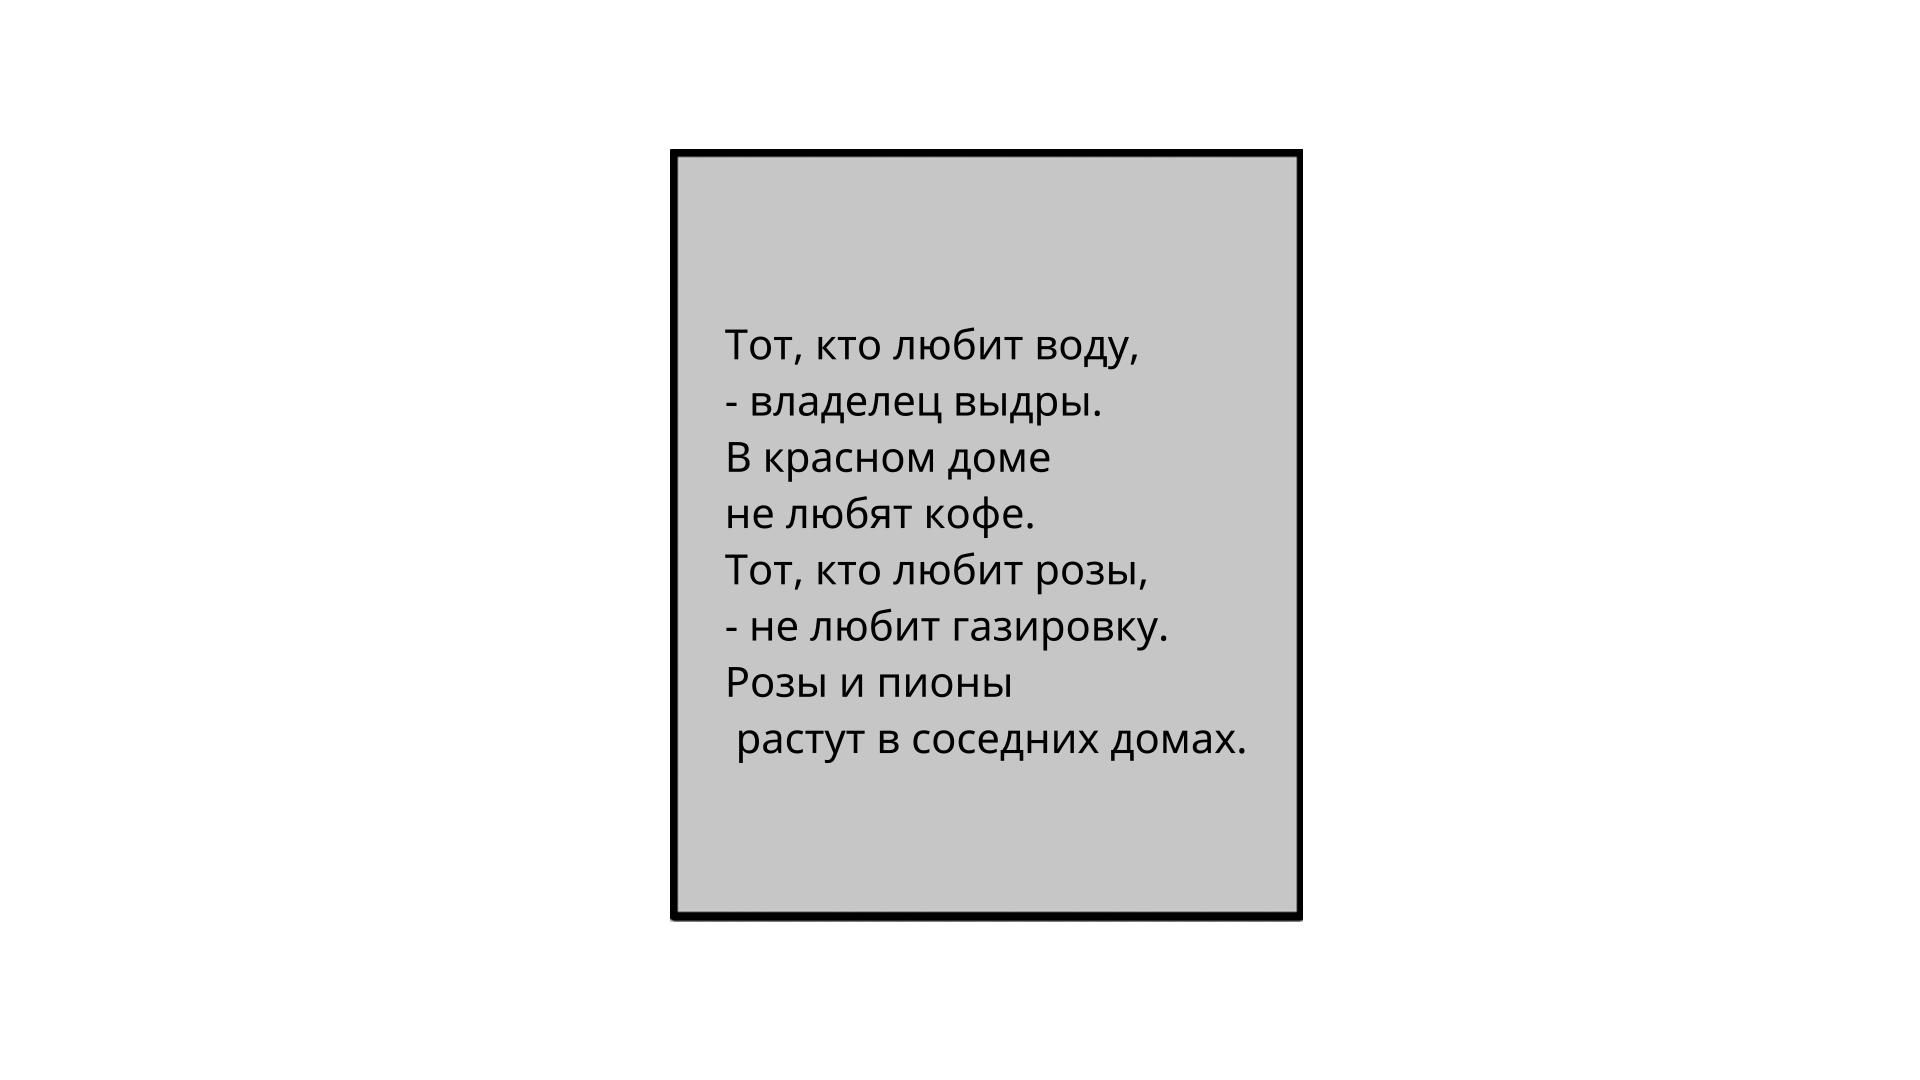 Тот, кто любит воду,
- владелец выдры.
В красном доме
не любят кофе.
Тот, кто любит розы,
- не любит газировку.
Розы и пионы
растут в соседних домах.